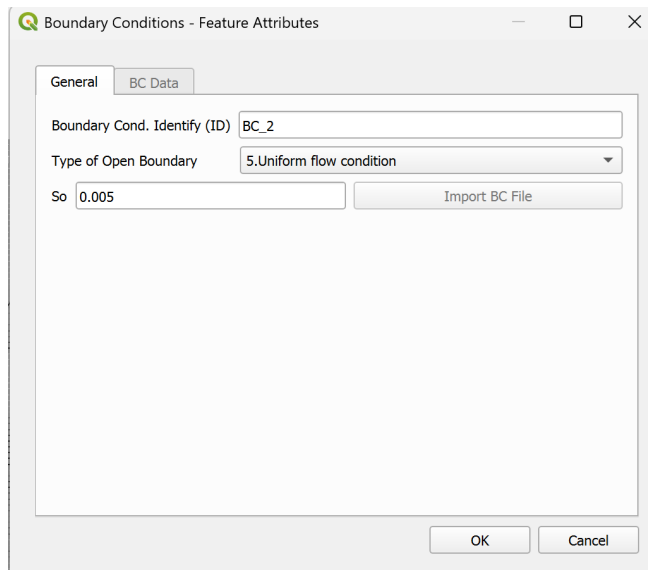 Boundary Conditions - Feature Attributes
General BC Data
Boundary Cond. Identify (ID) BC_2
Type of Open Boundary 5.Uniform flow condition
So 0.005 Import BC File
OK Cancel